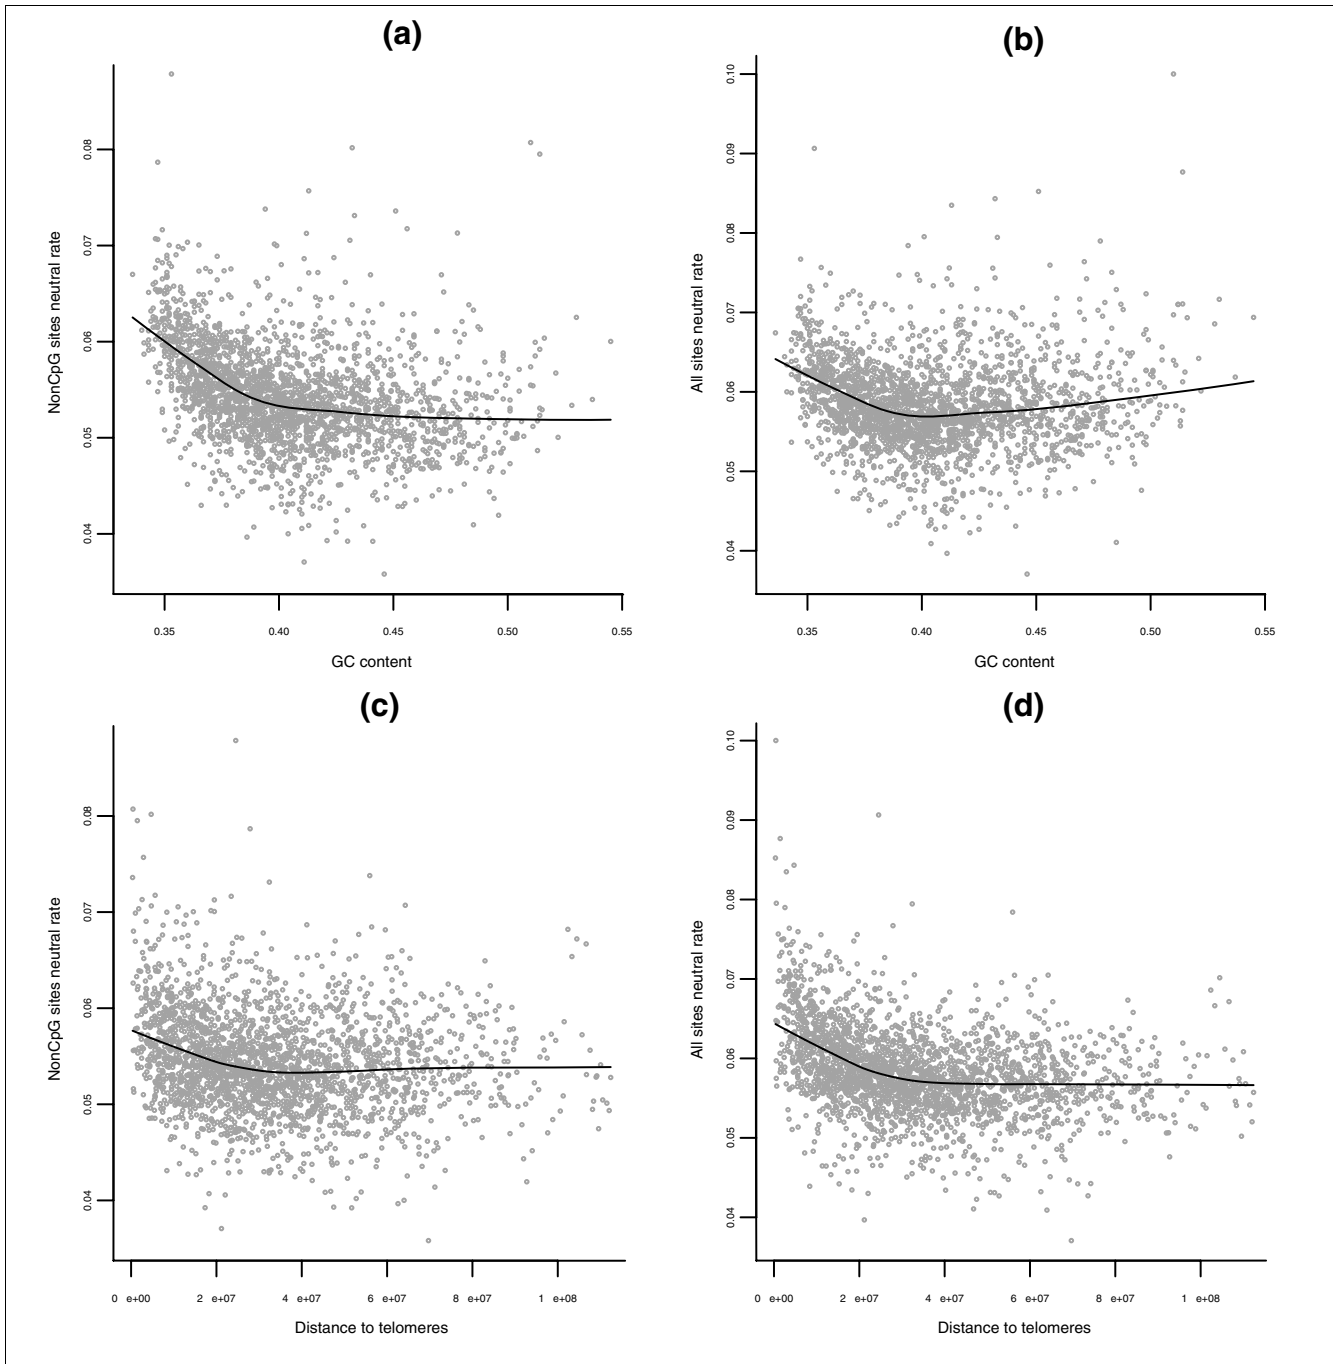 (a)
NonCpG sites neutral rate
0.08
0.07
0.06
0.05
0.04
0.35 0.40 0.45 0.50 0.55
GC content
(b)
All sites neutral rate
0.10
0.09
0.08
0.07
0.06
0.05
0.04
0.35 0.40 0.45 0.50 0.55
GC content
(c)
NonCpG sites neutral rate
0.08
0.07
0.06
0.05
0.04
0 e+00 2 e+07 4 e+07 6 e+07 8 e+07 1 e+08
Distance to telomeres
(d)
All sites neutral rate
0.10
0.09
0.08
0.07
0.06
0.05
0.04
0 e+00 2 e+07 4 e+07 6 e+07 8 e+07 1 e+08
Distance to telomeres